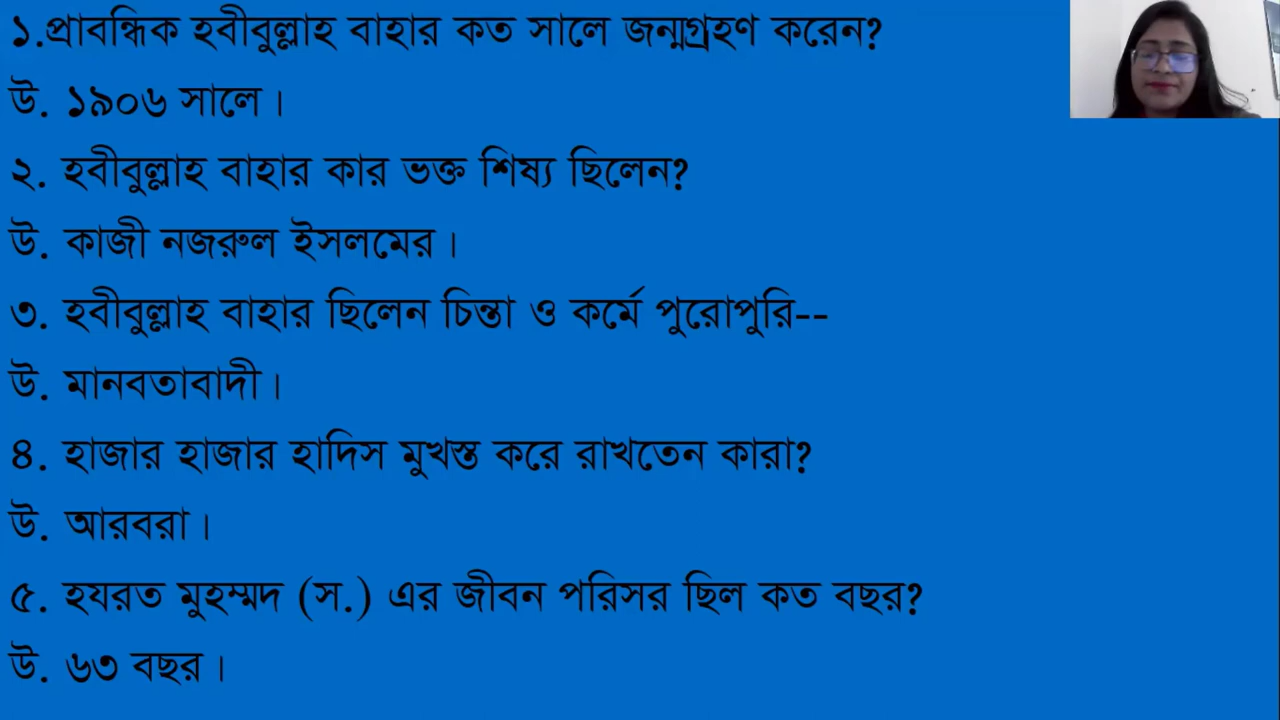 ১.প্রাবন্ধিক হবীবুল্লাহ বাহার কত সালে জন্মগ্রহণ করেন?
উ. ১৯০৬ সালে।
২. হবীবুল্লাহ বাহার কার ভক্ত শিষ্য ছিলেন?
উ. কাজী নজরুল ইসলমের।
৩. হবীবুল্লাহ বাহার ছিলেন চিন্তা ও কর্মে পুরোপুরি--
উ. মানবতাবাদী।
৪. হাজার হাজার হাদিস মুখস্ত করে রাখতেন কারা?
উ. আরবরা।
৫. হযরত মুহম্মদ (স.) এর জীবন পরিসর ছিল কত বছর?
উ. ৬৩ বছর।